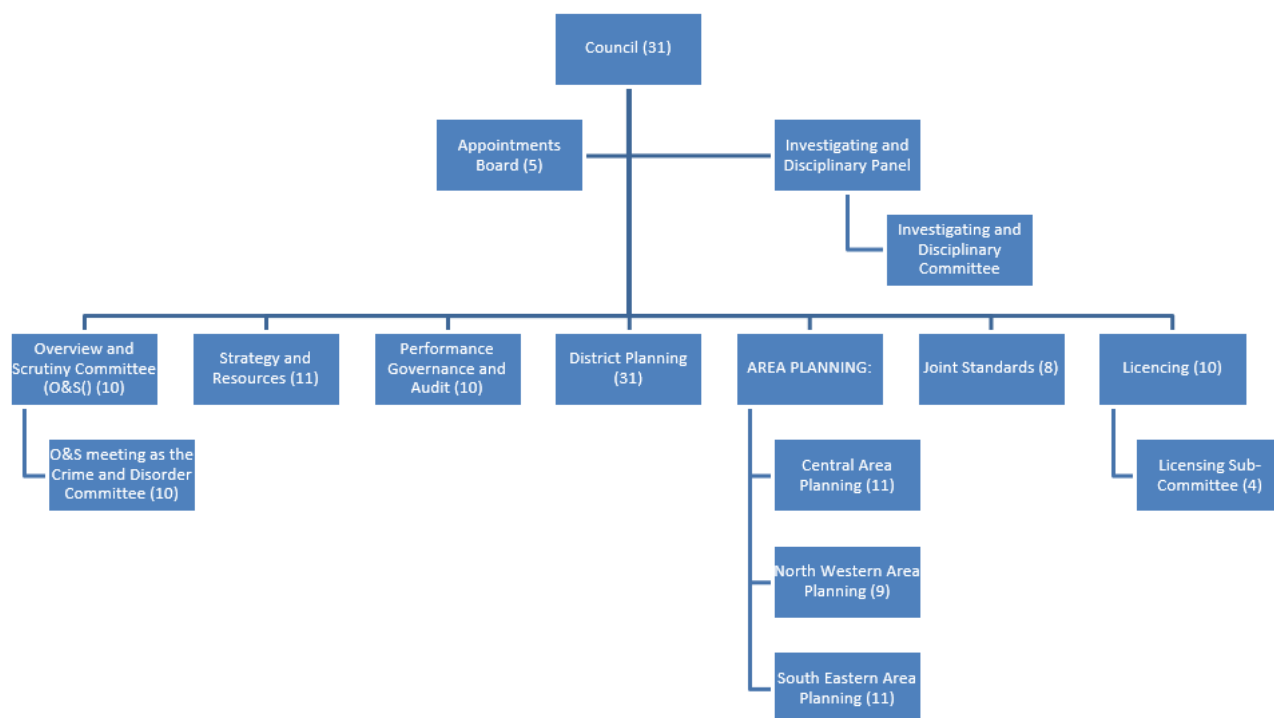 Council (31)
Appointments
Board (5)
Investigating and
Disciplinary Panel
Investigating and
Disciplinary
Committee
Overview and
Scrutiny Committee
(O&S() (10)
Strategy and
Resources (11)
Performance
Governance and
Audit (10)
District Planning
(31)
AREA PLANNING:
Joint Standards (8)
Licencing (10)
O&S meeting as the
Crime and Disorder
Committee (10)
Central Area
Planning (11)
Licensing Sub-
Committee (4)
North Western Area
Planning (9)
South Eastern Area
Planning (11)